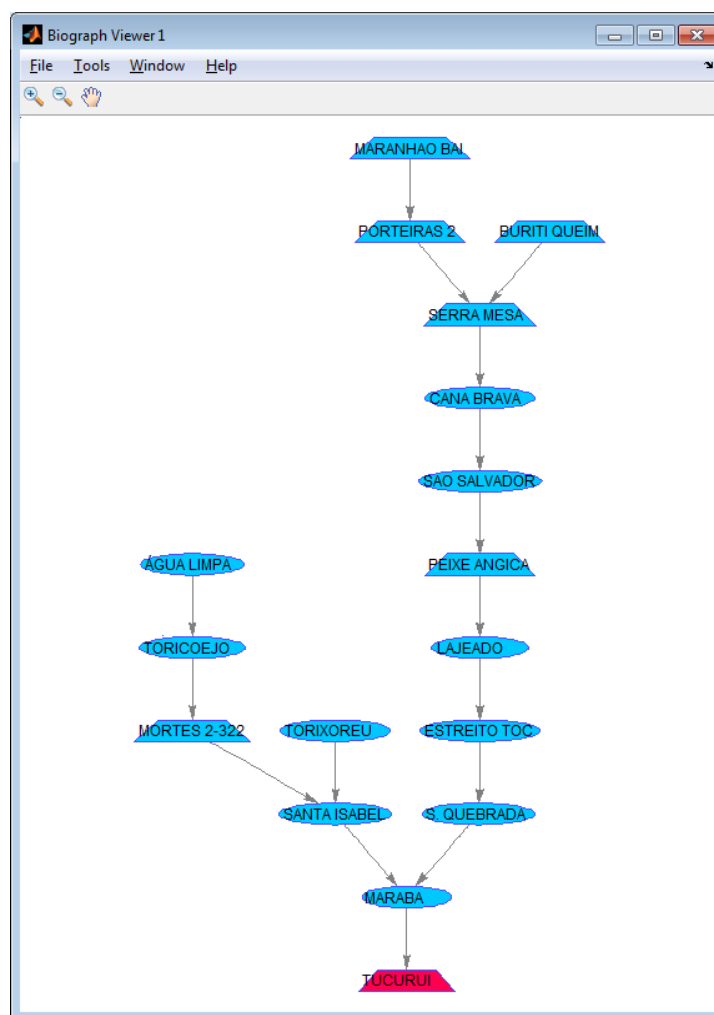 Biograph Viewer 1
File Tools Window Help
MARANHAO BAI
PORTEIRAS 2
BURITI QUEIM
SERRA MESA
CANA BRAVA
SAO SALVADOR
ÁGUA LIMPA
PEIXE ANGICA
TORICOEJO
LAJEADO
MORTES 2-322
TORIXOREU
ESTREITO TOC
SANTA ISABEL
S. QUEBRADA
MARABA
TUCURUI